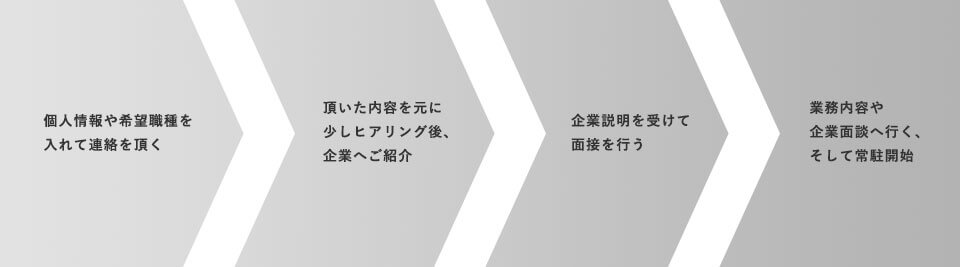 個人情報や希望職種を
入れて連絡を頂く
頂いた内容を元に
少しヒアリング後、
企業へご紹介
企業説明を受けて
面接を行う
業務内容や
企業面談へ行く、
そして常駐開始